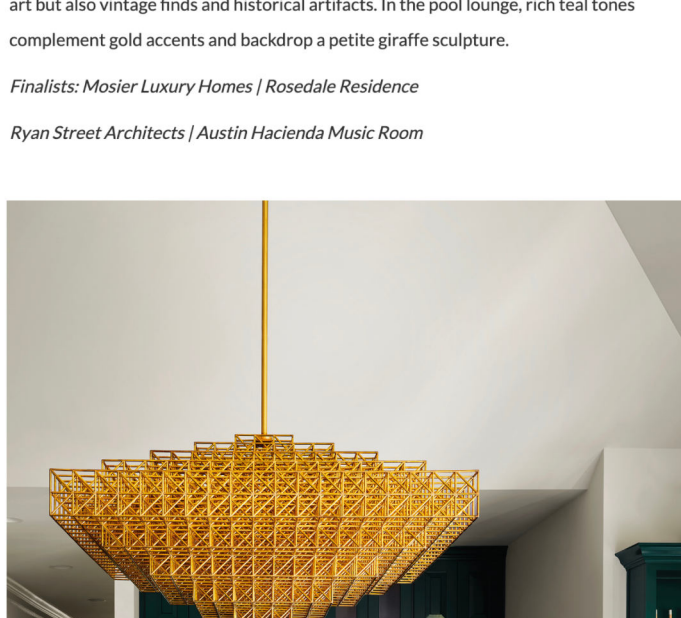 art but also vintage finds and historical artifacts. In the pool lounge, rich teal tones
complement gold accents and backdrop a petite giraffe sculpture.
Finalists: Mosier Luxury Homes | Rosedale Residence
Ryan Street Architects | Austin Hacienda Music Room